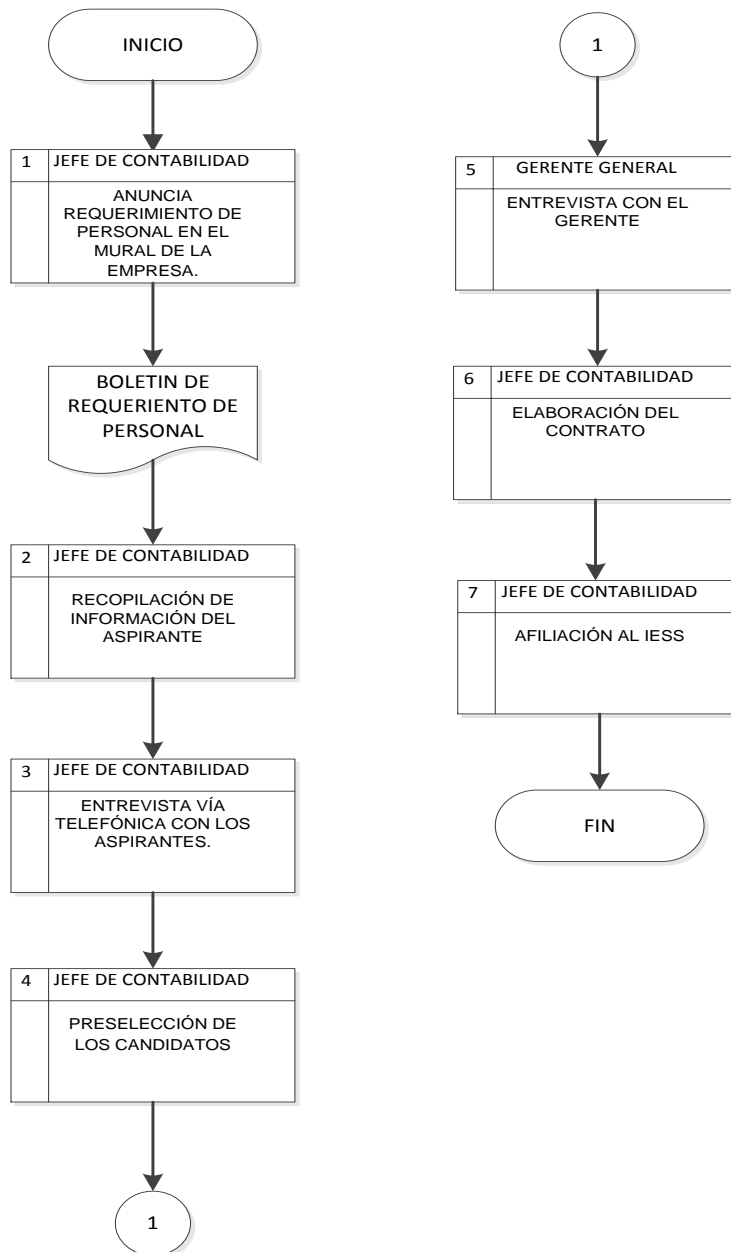 INICIO
1 JEFE DE CONTABILIDAD
ANUNCIA
REQUERIMIENTO DE
PERSONAL EN EL
MURAL DE LA
EMPRESA.
BOLETIN DE
REQUERIENTO DE
PERSONAL
2 JEFE DE CONTABILIDAD
RECOPILACIÓN DE
INFORMACIÓN DEL
ASPIRANTE
3 JEFE DE CONTABILIDAD
ENTREVISTA VÍA
TELEFÓNICA CON LOS
ASPIRANTES.
4 JEFE DE CONTABILIDAD
PRESELECCIÓN DE
LOS CANDIDATOS
1
1
5 GERENTE GENERAL
ENTREVISTA CON EL
GERENTE
6 JEFE DE CONTABILIDAD
ELABORACIÓN DEL
CONTRATO
7 JEFE DE CONTABILIDAD
AFILIACIÓN AL IESS
FIN